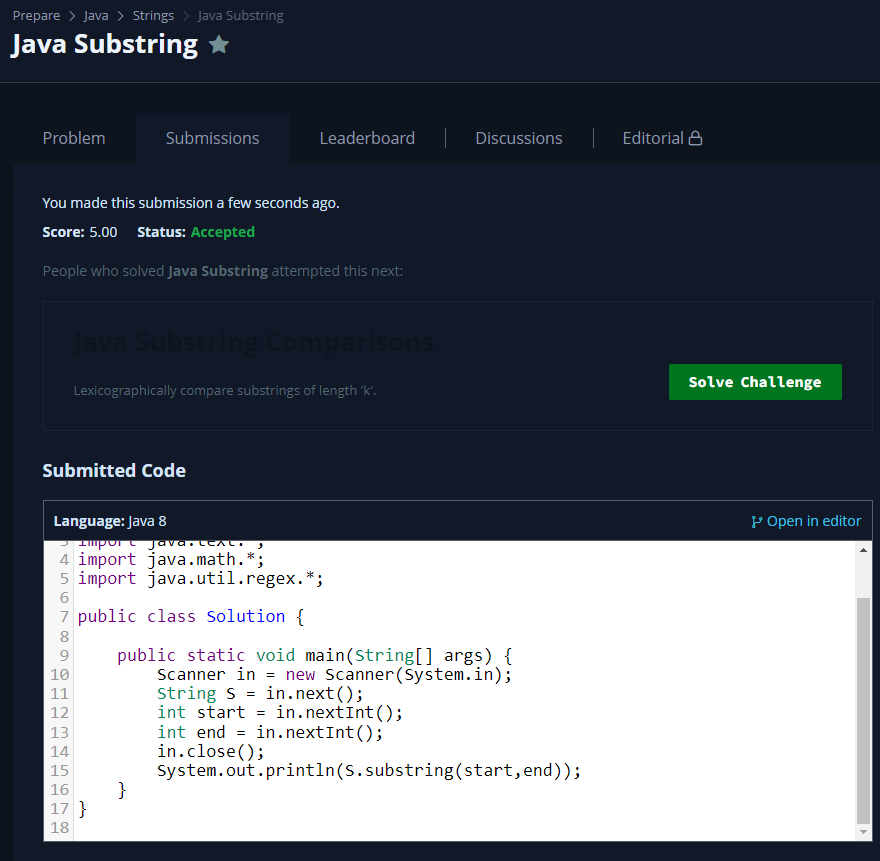 Prepare > Java > Strings > Java Substring
Java Substring
Problem Submissions Leaderboard Discussions Editorial
You made this submission a few seconds ago.
Score: 5.00 Status: Accepted
People who solved Java Substring attempted this next:
Java Substring Comparisons
Lexicographically compare substrings of length 'k'.
Solve Challenge
Submitted Code
Language: Java 8 Open in editor
3 import java.text.*;
4 import java.math.*;
5 import java.util.regex.*;
6
7 public class Solution {
8
9 public static void main(String[] args) {
10 Scanner in = new Scanner(System.in);
11 String S = in.next();
12 int start = in.nextInt();
13 int end = in.nextInt();
14 in.close();
15 System.out.println(S.substring(start,end));
16 }
17 }
18